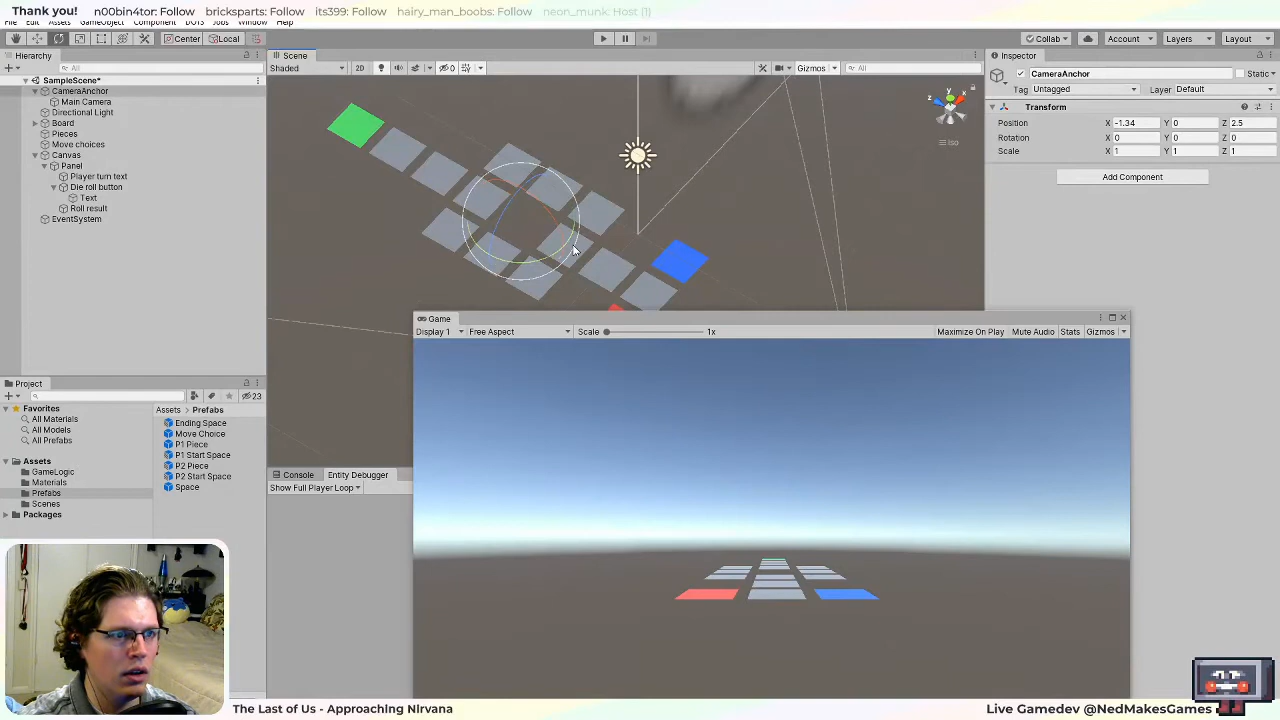 Thank you! n00bin4tor: Follow bricksparts: Follow its399: Follow hairy_man_boobs: Follow neon_munk: Host (1)
File Edit Assets GameObject Component DOTS Jobs Window Help
Center Local Collab Account Layers Layout
Hierarchy
All
SampleScene*
CameraAnchor
Main Camera
Directional Light
Board
Pieces
Move choices
Canvas
Panel
Player turn text
Die roll button
Text
Roll result
EventSystem
Scene
Shaded 2D 0 Gizmos All
y
z x
Iso
Inspector
CameraAnchor Static
Tag Untagged Layer Default
Transform
Position X -1.34 Y 0 Z 2.5
Rotation X 0 Y 0 Z 0
Scale X 1 Y 1 Z 1
Add Component
Project
23
Favorites
All Materials
All Models
All Prefabs
Assets
GameLogic
Materials
Prefabs
Scenes
Packages
Assets Prefabs
Ending Space
Move Choice
P1 Piece
P1 Start Space
P2 Piece
P2 Start Space
Space
Console Entity Debugger
Show Full Player Loop
Game
Display 1 Free Aspect Scale 1x Maximize On Play Mute Audio Stats Gizmos
The Last of Us - Approaching Nirvana
Live Gamedev @NedMakesGames